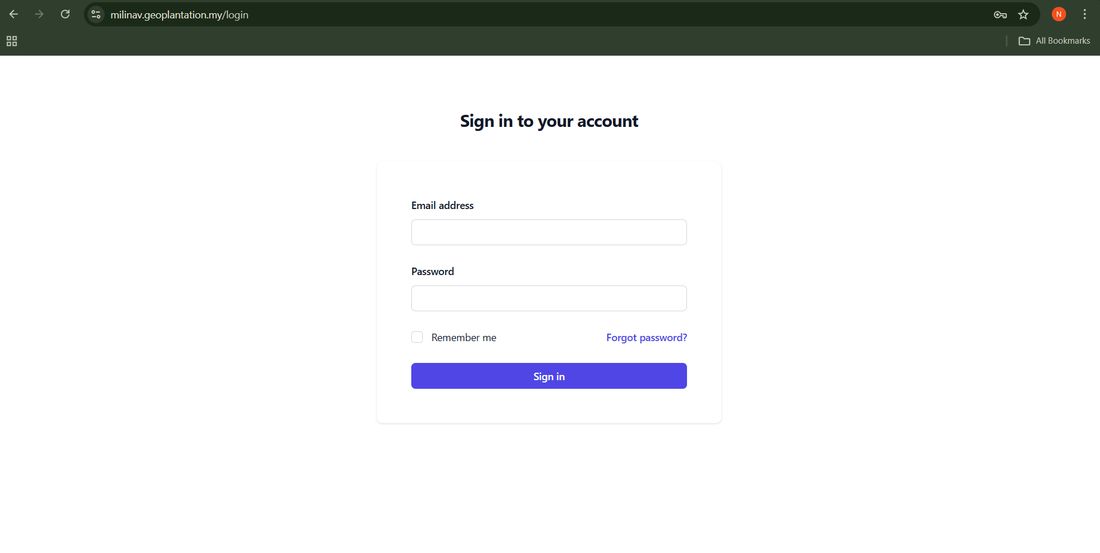 milinav.geoplantation.my/login
N
All Bookmarks
Sign in to your account
Email address
Password
Remember me
Forgot password?
Sign in